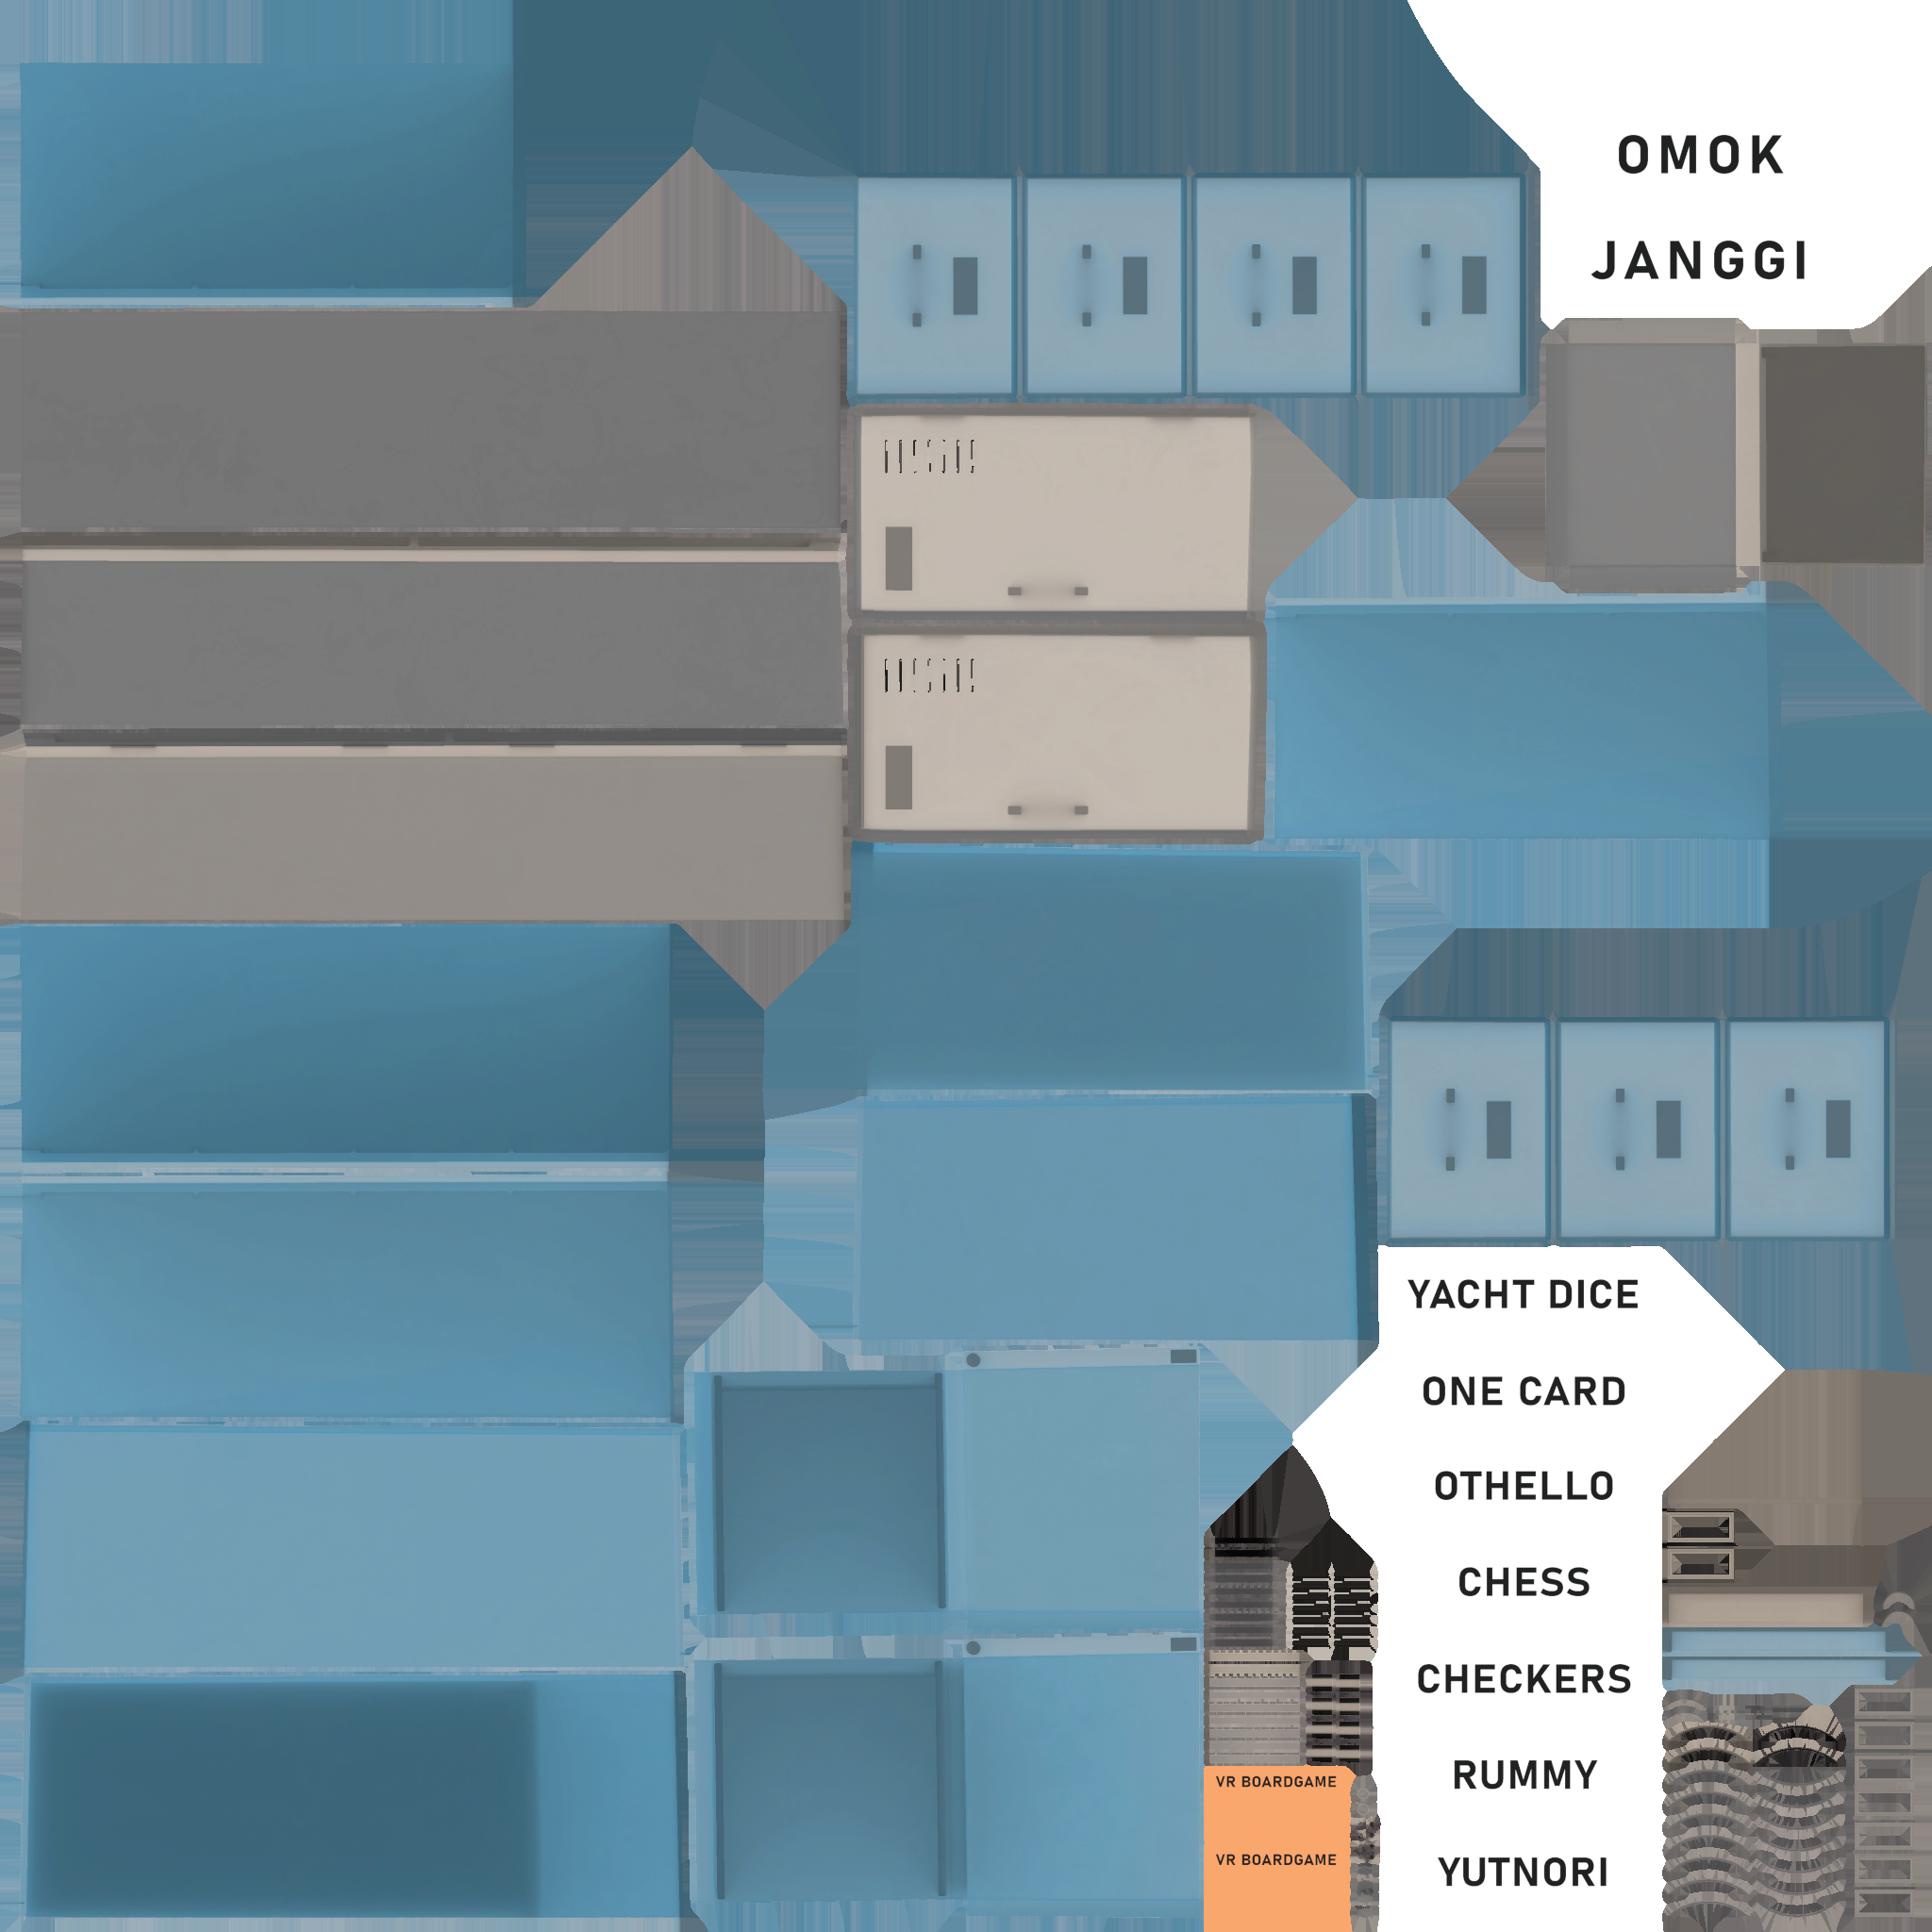 OMOK
JANGGI
YACHT DICE
ONE CARD
OTHELLO
CHESS
CHECKERS
RUMMY
YUTNORI
VR BOARDGAME
VR BOARDGAME